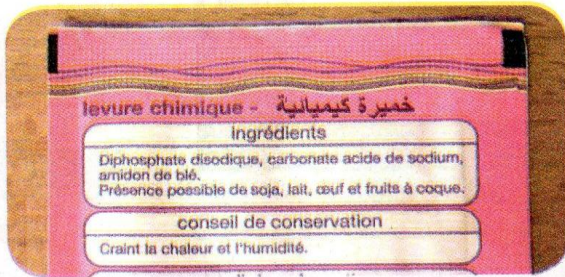 levure chimique - خميرة كيميائية
ingrédients
Diphosphate disodique, carbonate acide de sodium,
amidon de blé.
Présence possible de soja, lait, œuf et fruits à coque.
conseil de conservation
Craint la chaleur et l'humidité.